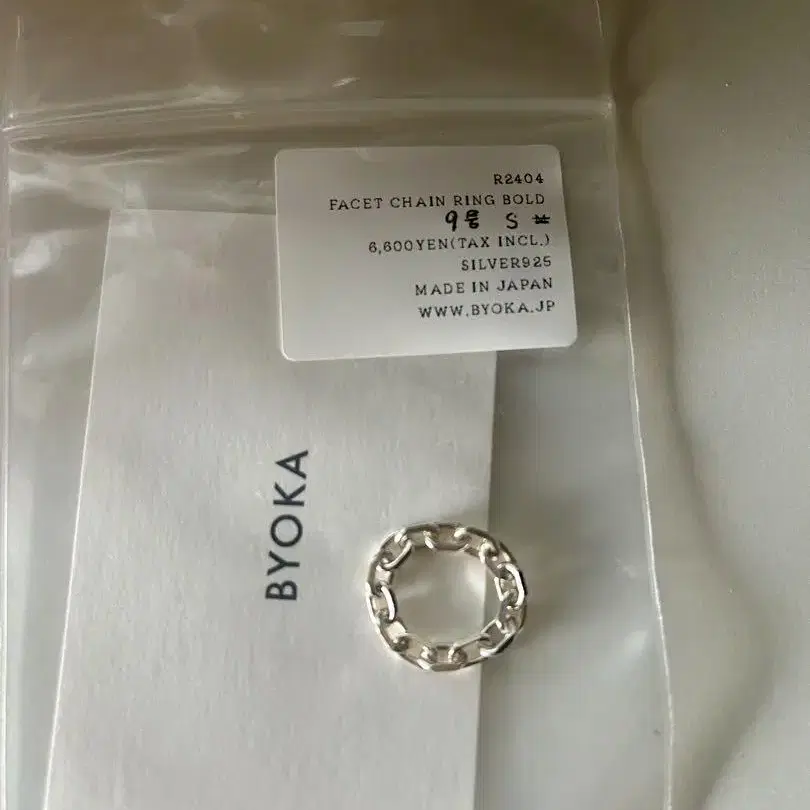 R2404
FACET CHAIN RING BOLD
9号 S
6,600YEN(TAX INCL.)
SILVER925
MADE IN JAPAN
WWW.BYOKA.JP
BYOKA